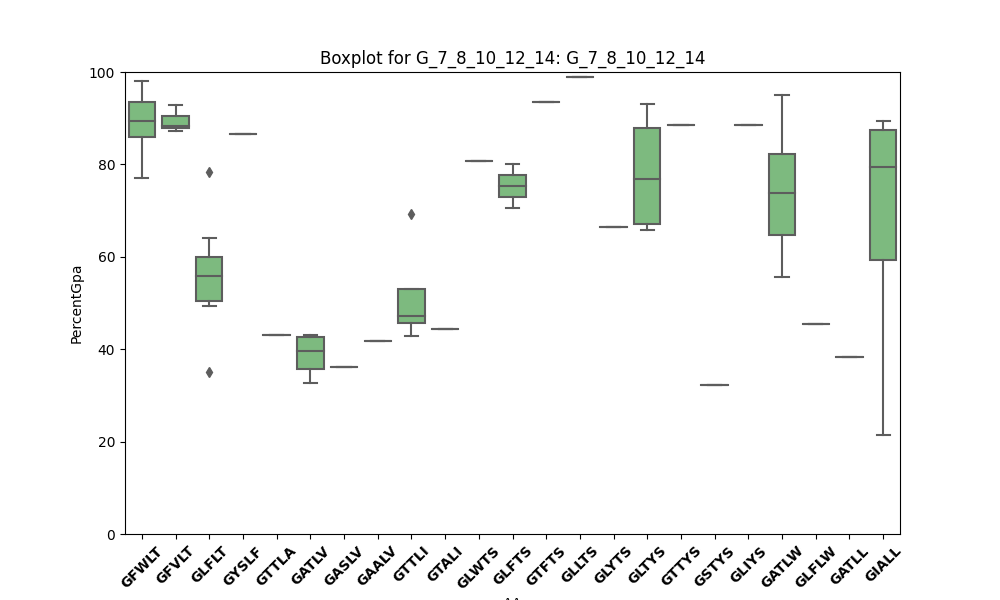 Boxplot for G_7_8_10_12_14: G_7_8_10_12_14
PercentGpa
100
80
60
40
20
0
GFWLT GFVLT GLFLT GYSLF GTTLA GATLV GASLV GAALV GTTLI GTALI GLWTS GLFTS GTFTS GLLTS GLYTS GLTYS GTTYS GSTYS GLIYS GATLW GLFLW GATLL GIALL